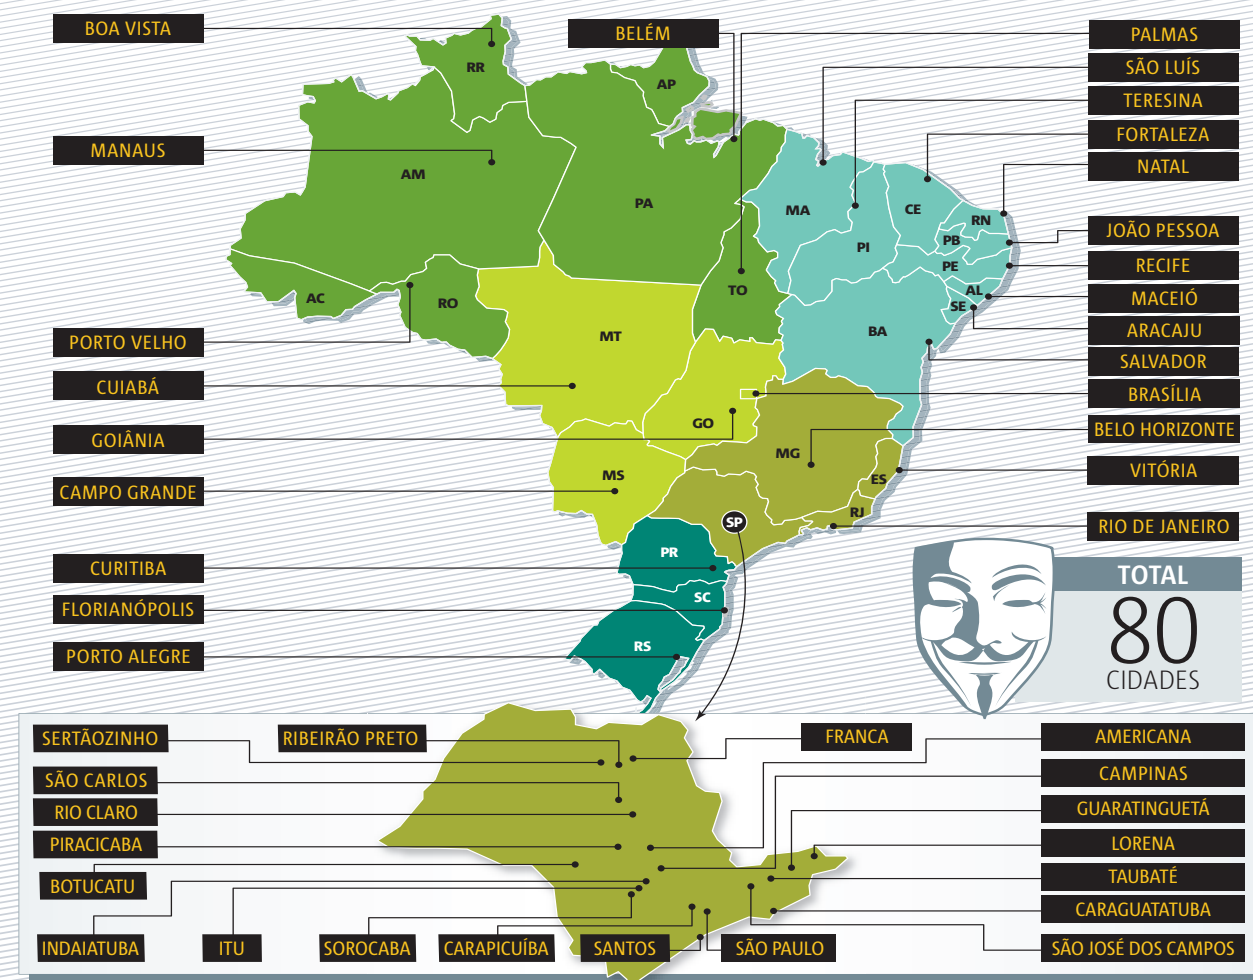 BOA VISTA
BELÉM
PALMAS
SÃO LUÍS
TERESINA
FORTALEZA
NATAL
MANAUS
JOÃO PESSOA
RECIFE
MACEIÓ
ARACAJU
SALVADOR
BRASÍLIA
BELO HORIZONTE
VITÓRIA
RIO DE JANEIRO
PORTO VELHO
CUIABÁ
GOIÂNIA
CAMPO GRANDE
CURITIBA
FLORIANÓPOLIS
PORTO ALEGRE
RR
AP
AM
PA
MA
CE
RN
PB
PI
PE
AL
SE
AC
RO
TO
BA
MT
GO
MG
ES
MS
RJ
SP
PR
SC
RS
TOTAL
80
CIDADES
SERTÃOZINHO
RIBEIRÃO PRETO
FRANCA
AMERICANA
SÃO CARLOS
CAMPINAS
RIO CLARO
GUARATINGUETÁ
PIRACICABA
LORENA
BOTUCATU
TAUBATÉ
CARAGUATATUBA
INDAIATUBA
ITU
SOROCABA
CARAPICUÍBA
SANTOS
SÃO PAULO
SÃO JOSÉ DOS CAMPOS